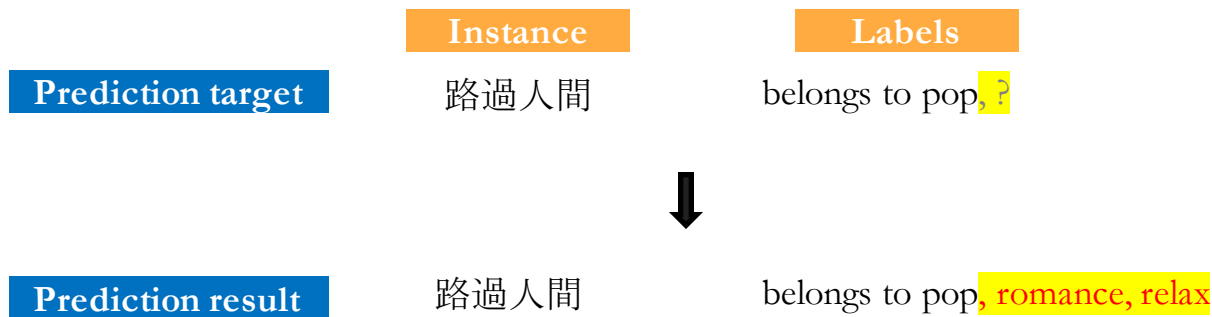 Instance Labels
Prediction target 路過人間 belongs to pop, ?
Prediction result 路過人間 belongs to pop, romance, relax